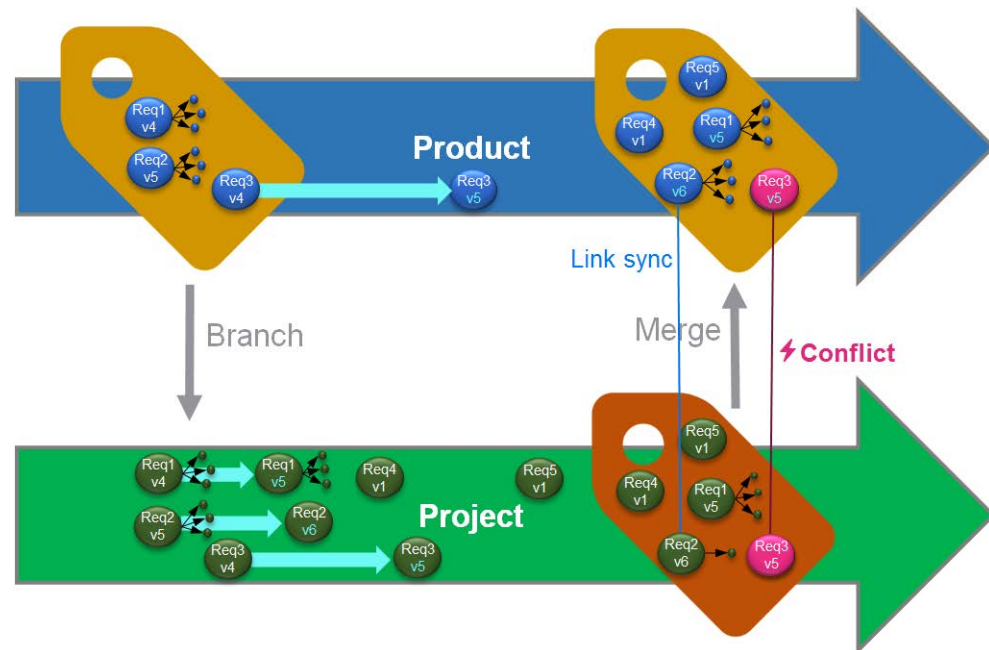 Req5
v1
Req1
v4
Req4
v1
Req1
v5
Product
Req2
v5
Req3
v4
Req3
v5
Req2
v6
Req3
v5
Link sync
Branch
Merge
Conflict
Req5
v1
Req1
v4
Req1
v5
Req4
v1
Req5
v1
Req4
v1
Req1
v5
Req2
v5
Req2
v6
Project
Req3
v4
Req3
v5
Req2
v6
Req3
v5